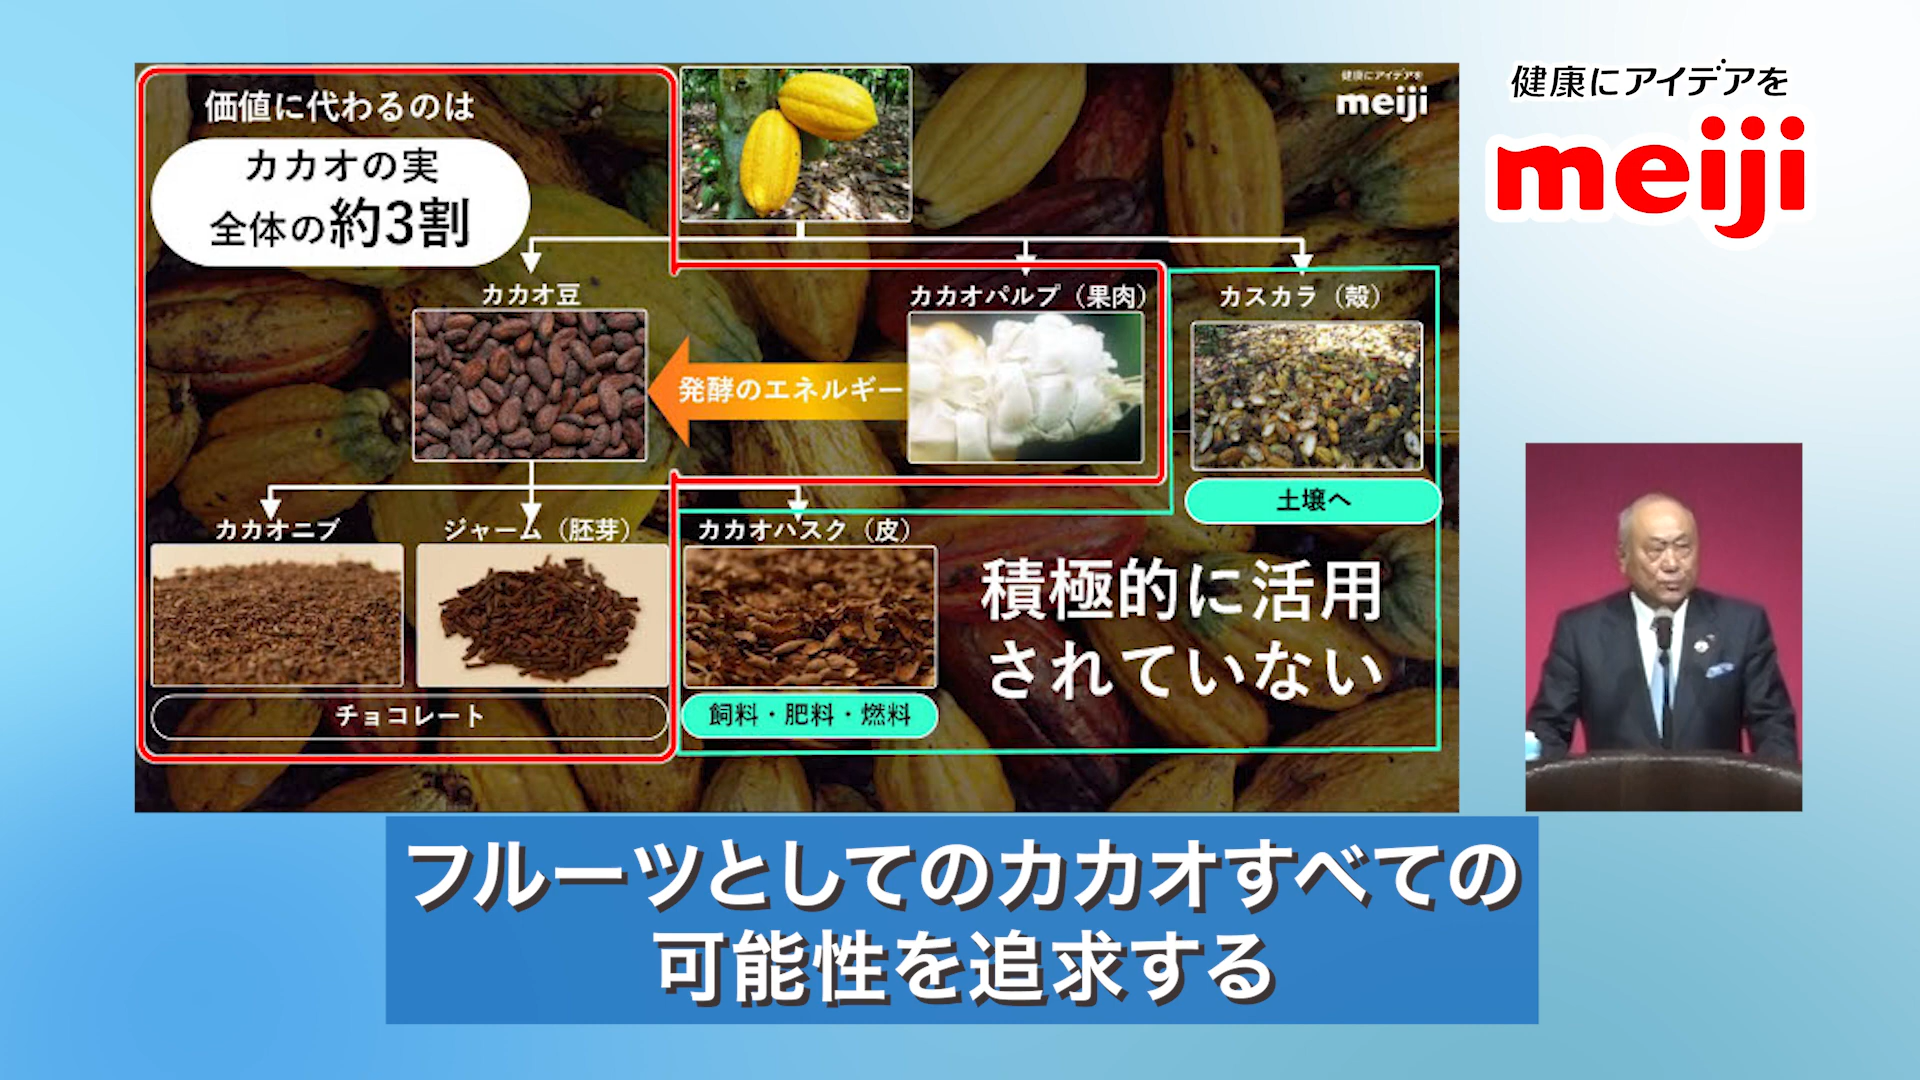 価値に代わるのは
カカオの実
全体の約3割
健康にアイデアを
meiji
カカオ豆
カカオパルプ（果肉）
カスカラ（殻）
発酵のエネルギー
土壌へ
カカオニブ
ジャーム（胚芽）
カカオハスク（皮）
積極的に活用
されていない
チョコレート
飼料・肥料・燃料
健康にアイデアを
meiji
フルーツとしてのカカオすべての
可能性を追求する